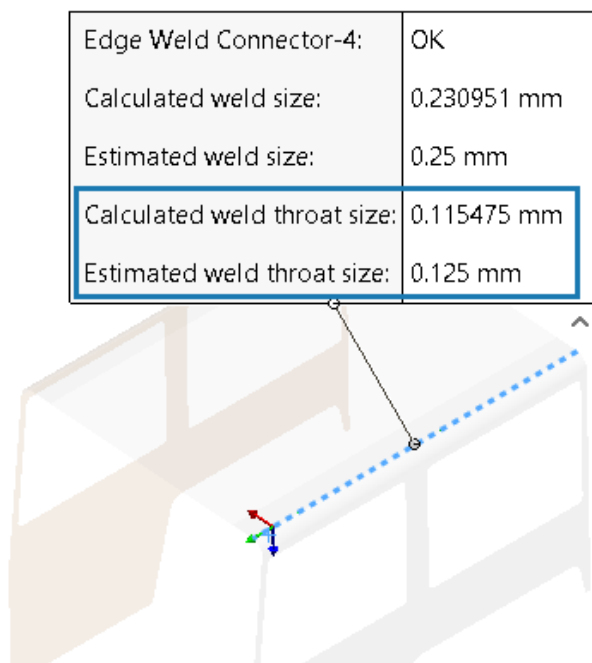 Edge Weld Connector-4: OK
Calculated weld size: 0.230951 mm
Estimated weld size: 0.25 mm
Calculated weld throat size: 0.115475 mm
Estimated weld throat size: 0.125 mm